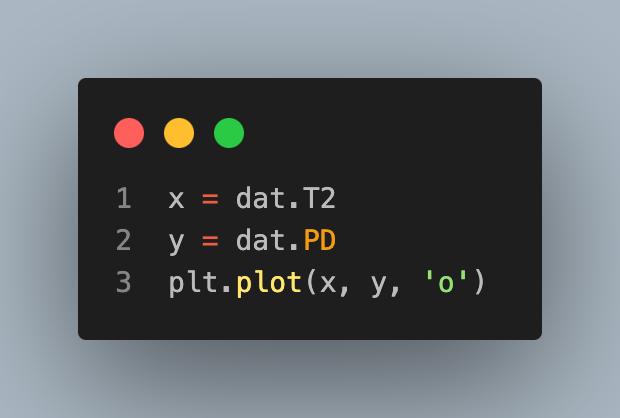 1 x = dat.T2
2 y = dat.PD
3 plt.plot(x, y, 'o')